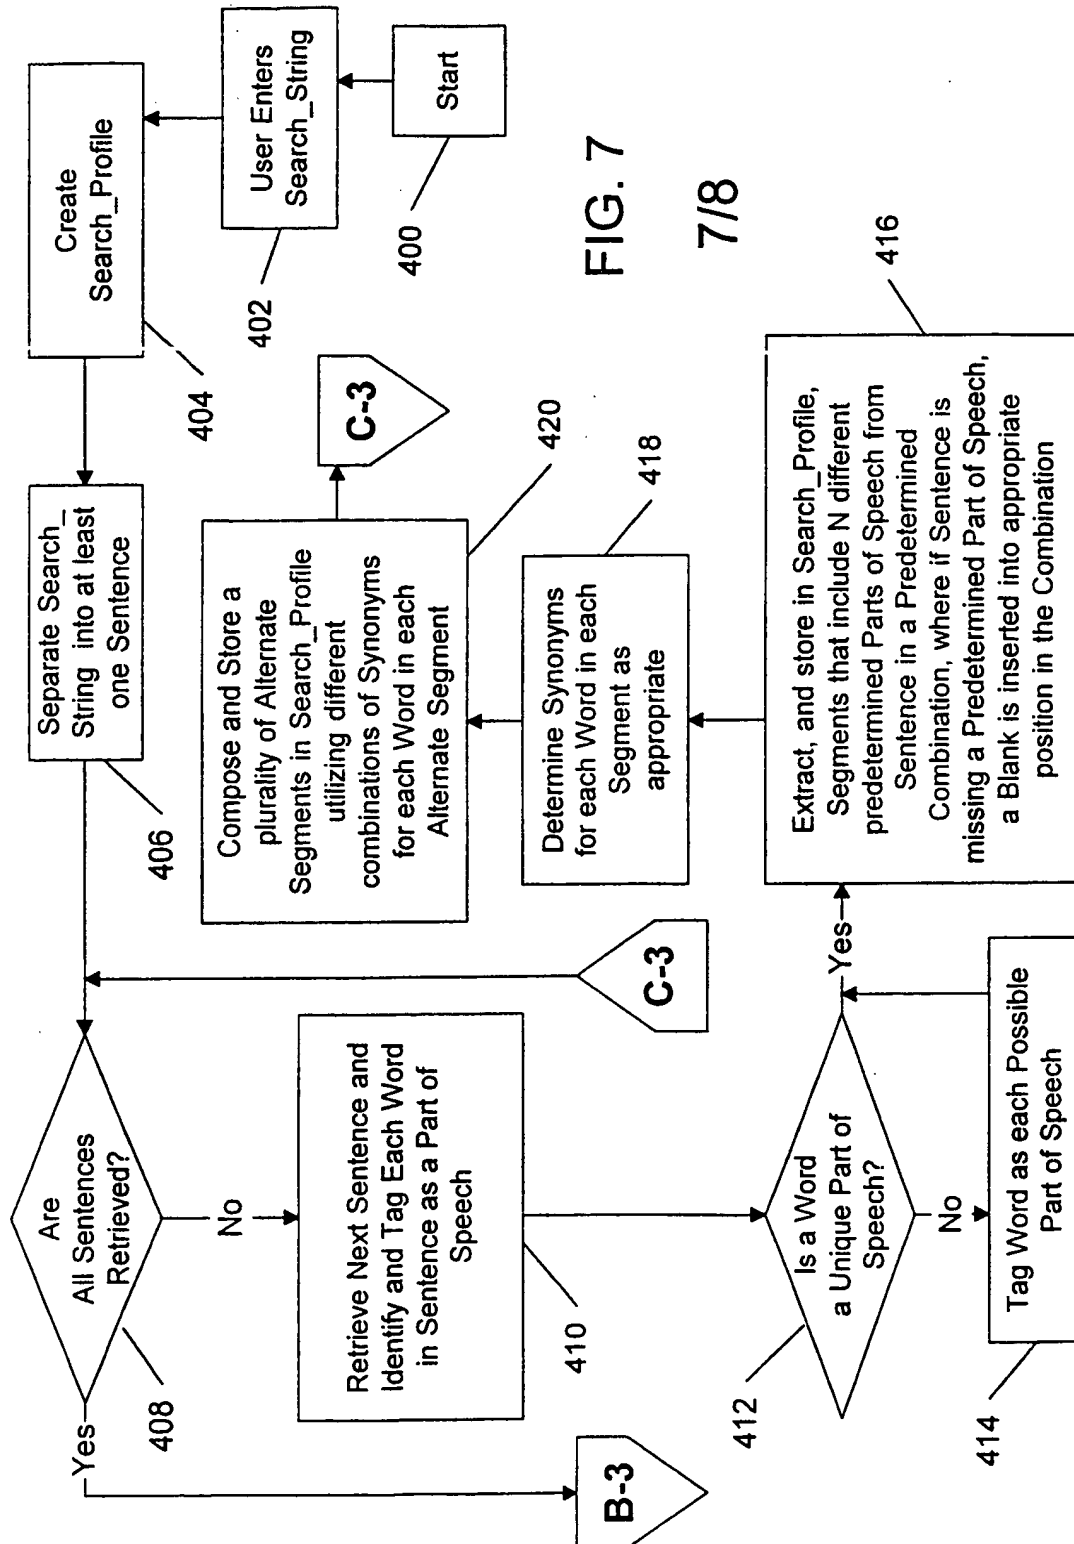 Start
400
User Enters
Search_String
402
Create
Search_Profile
404
Separate Search_
String into at least
one Sentence
406
Are
All Sentences
Retrieved?
408
Yes
B-3
No
Retrieve Next Sentence and
Identify and Tag Each Word
in Sentence as a Part of
Speech
410
Is a Word
a Unique Part of
Speech?
412
No
Tag Word as each Possible
Part of Speech
414
Yes
Extract, and store in Search_Profile,
Segments that include N different
predetermined Parts of Speech from
Sentence in a Predetermined
Combination, where if Sentence is
missing a Predetermined Part of Speech,
a Blank is inserted into appropriate
position in the Combination
416
Determine Synonyms
for each Word in each
Segment as
appropriate
418
Compose and Store a
plurality of Alternate
Segments in Search_Profile
utilizing different
combinations of Synonyms
for each Word in each
Alternate Segment
420
C-3
C-3
FIG. 7
7/8